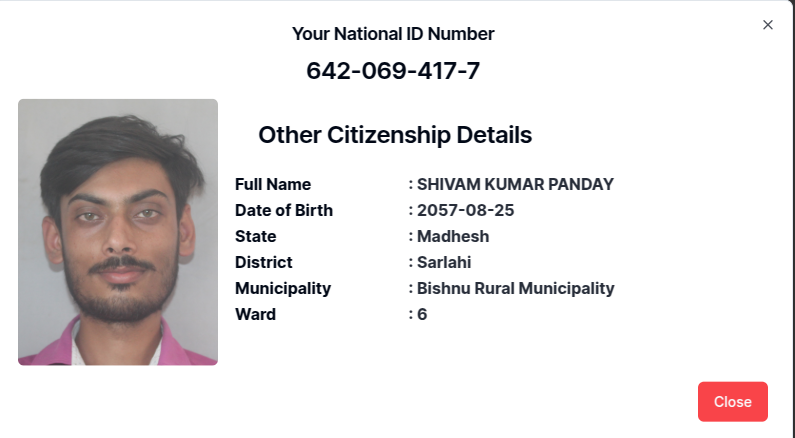 Your National ID Number
642-069-417-7
Other Citizenship Details
Full Name : SHIVAM KUMAR PANDAY
Date of Birth : 2057-08-25
State : Madhesh
District : Sarlahi
Municipality : Bishnu Rural Municipality
Ward : 6
Close